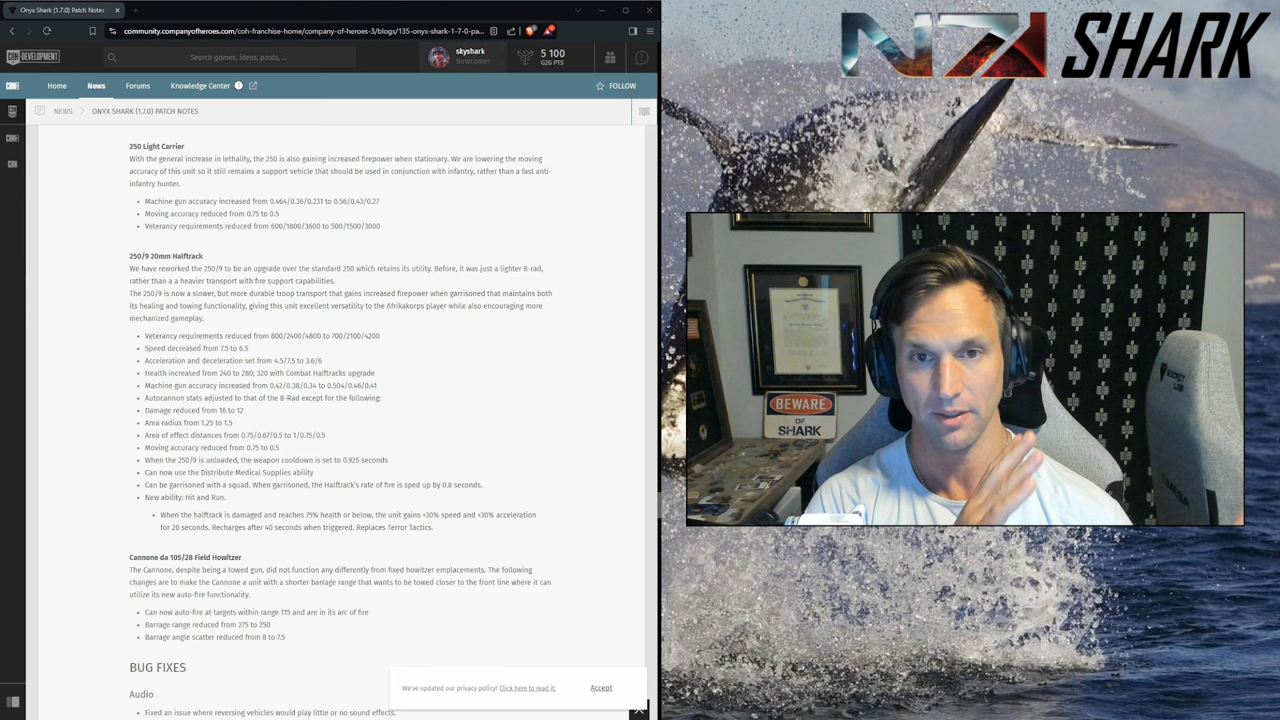 Onyx Shark (1.7.0) Patch Notes
community.companyofheroes.com/coh-franchise-home/company-of-heroes-3/blogs/135-onyx-shark-1-7-0-pa...
Search games, ideas, posts, ...
skyshark
Newcomer
5 100
G2G PTS
Home
News
Forums
Knowledge Center
FOLLOW
NEWS
ONYX SHARK (1.7.0) PATCH NOTES
250 Light Carrier
With the general increase in lethality, the 250 is also gaining increased firepower when stationary. We are lowering the moving
accuracy of this unit so it still remains a support vehicle that should be used in conjunction with infantry, rather than a fast anti-
infantry hunter.
• Machine gun accuracy increased from 0.464/0.36/0.231 to 0.56/0.43/0.27
• Moving accuracy reduced from 0.75 to 0.5
• Veterancy requirements reduced from 600/1800/3600 to 500/1500/3000
250/9 20mm Halftrack
We have reworked the 250/9 to be an upgrade over the standard 250 which retains its utility. Before, it was just a lighter 8-rad,
rather than a a heavier transport with fire support capabilities.
The 250/9 is now a slower, but more durable troop transport that gains increased firepower when garrisoned that maintains both
its healing and towing functionality, giving this unit excellent versatility to the Afrikakorps player while also encouraging more
mechanized gameplay.
• Veterancy requirements reduced from 800/2400/4800 to 700/2100/4200
• Speed decreased from 7.5 to 6.5
• Acceleration and deceleration set from 4.5/7.5 to 3.6/6
• Health increased from 240 to 280; 320 with Combat Halftracks upgrade
• Machine gun accuracy increased from 0.42/0.38/0.34 to 0.504/0.46/0.41
• Autocannon stats adjusted to that of the 8-Rad except for the following:
• Damage reduced from 16 to 12
• Area radius from 1.25 to 1.5
• Area of effect distances from 0.75/0.67/0.5 to 1/0.75/0.5
• Moving accuracy reduced from 0.75 to 0.5
• When the 250/9 is unloaded, the weapon cooldown is set to 0.925 seconds
• Can now use the Distribute Medical Supplies ability
• Can be garrisoned with a squad. When garrisoned, the Halftrack's rate of fire is sped up by 0.8 seconds.
• New ability: Hit and Run.
• When the halftrack is damaged and reaches 75% health or below, the unit gains +30% speed and +30% acceleration
for 20 seconds. Recharges after 40 seconds when triggered. Replaces Terror Tactics.
Cannone da 105/28 Field Howitzer
The Cannone, despite being a towed gun, did not function any differently from fixed howitzer emplacements. The following
changes are to make the Cannone a unit with a shorter barrage range that wants to be towed closer to the front line where it can
utilize its new auto-fire functionality.
• Can now auto-fire at targets within range 115 and are in its arc of fire
• Barrage range reduced from 275 to 250
• Barrage angle scatter reduced from 8 to 7.5
BUG FIXES
Audio
• Fixed an issue where reversing vehicles would play little or no sound effects.
We've updated our privacy policy! Click here to read it.
Accept
N7 SHARK
BEWARE
OF
SHARK